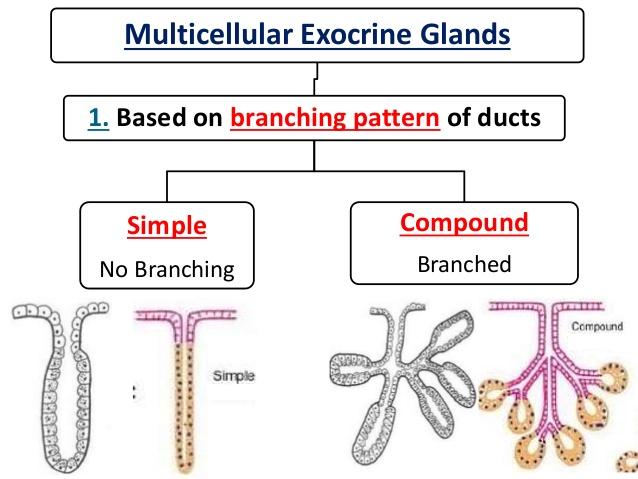 Multicellular Exocrine Glands
1. Based on branching pattern of ducts
Simple
No Branching
Compound
Branched
Compound
Simple
: